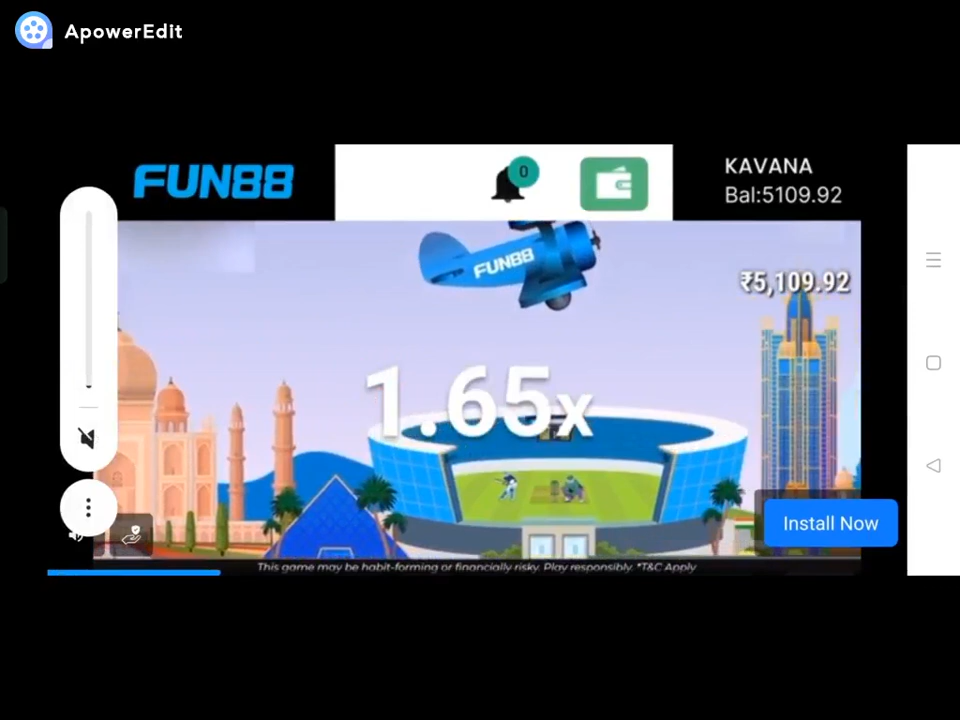 ApowerEdit
FUN88
0
KAVANA
Bal:5109.92
FUN88
₹5,109.92
1.65x
Install Now
This game may be habit-forming or financially risky. Play responsibly. *T&C Apply